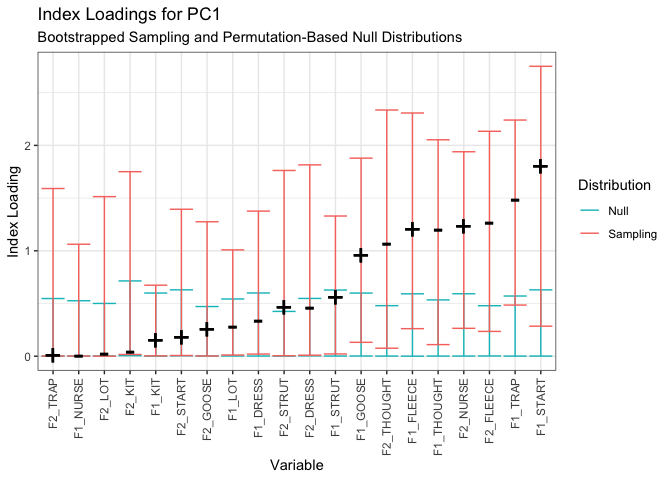 Index Loadings for PC1
Bootstrapped Sampling and Permutation-Based Null Distributions
Index Loading
2
1
0
F2_TRAP
F1_NURSE
F2_LOT
F2_KIT
F1_KIT
F2_START
F2_GOOSE
F1_LOT
F1_DRESS
F2_STRUT
F2_DRESS
F1_STRUT
F1_GOOSE
F2_THOUGHT
F1_FLEECE
F1_THOUGHT
F2_NURSE
F2_FLEECE
F1_TRAP
F1_START
Variable
Distribution
Null
Sampling